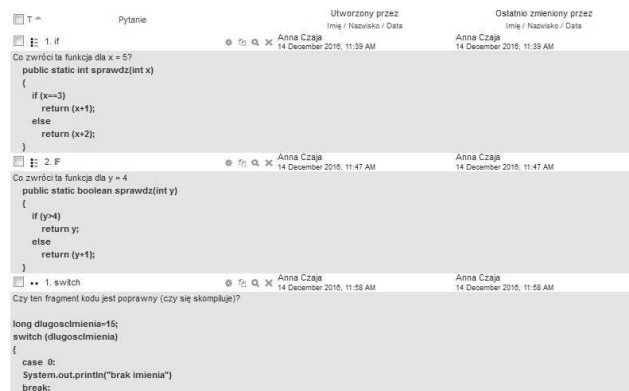 T Pytanie Utworzony przez Ostatnio zmieniony przez
Imię / Nazwisko / Data Imię / Nazwisko / Data
1. if Anna Czaja Anna Czaja
14 December 2016, 11:39 AM 14 December 2016, 11:39 AM
Co zwróci ta funkcja dla x = 5?
public static int sprawdz(int x)
{
if (x==3)
return (x+1);
else
return (x+2);
}
2. IF Anna Czaja Anna Czaja
14 December 2016, 11:47 AM 14 December 2016, 11:47 AM
Co zwróci ta funkcja dla y = 4
public static boolean sprawdz(int y)
{
if (y>4)
return y;
else
return (y+1);
}
1. switch Anna Czaja Anna Czaja
14 December 2016, 11:58 AM 14 December 2016, 11:58 AM
Czy ten fragment kodu jest poprawny (czy się skompiluje)?
long dlugoscImienia=15;
switch (dlugoscImienia)
{
case 0:
System.out.println("brak imienia")
break;